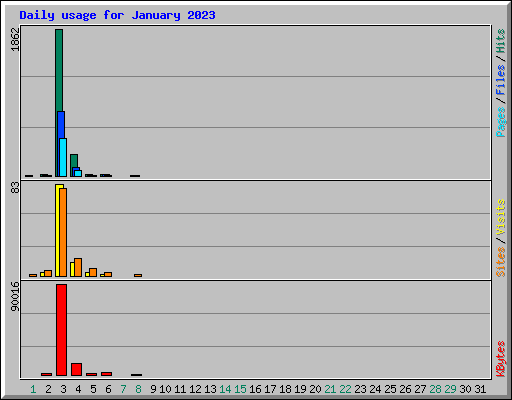 Daily usage for January 2023
1862
Pages/Files/Hits
83
Sites/Visits
90016
KBytes
1 2 3 4 5 6 7 8 9 10 11 12 13 14 15 16 17 18 19 20 21 22 23 24 25 26 27 28 29 30 31